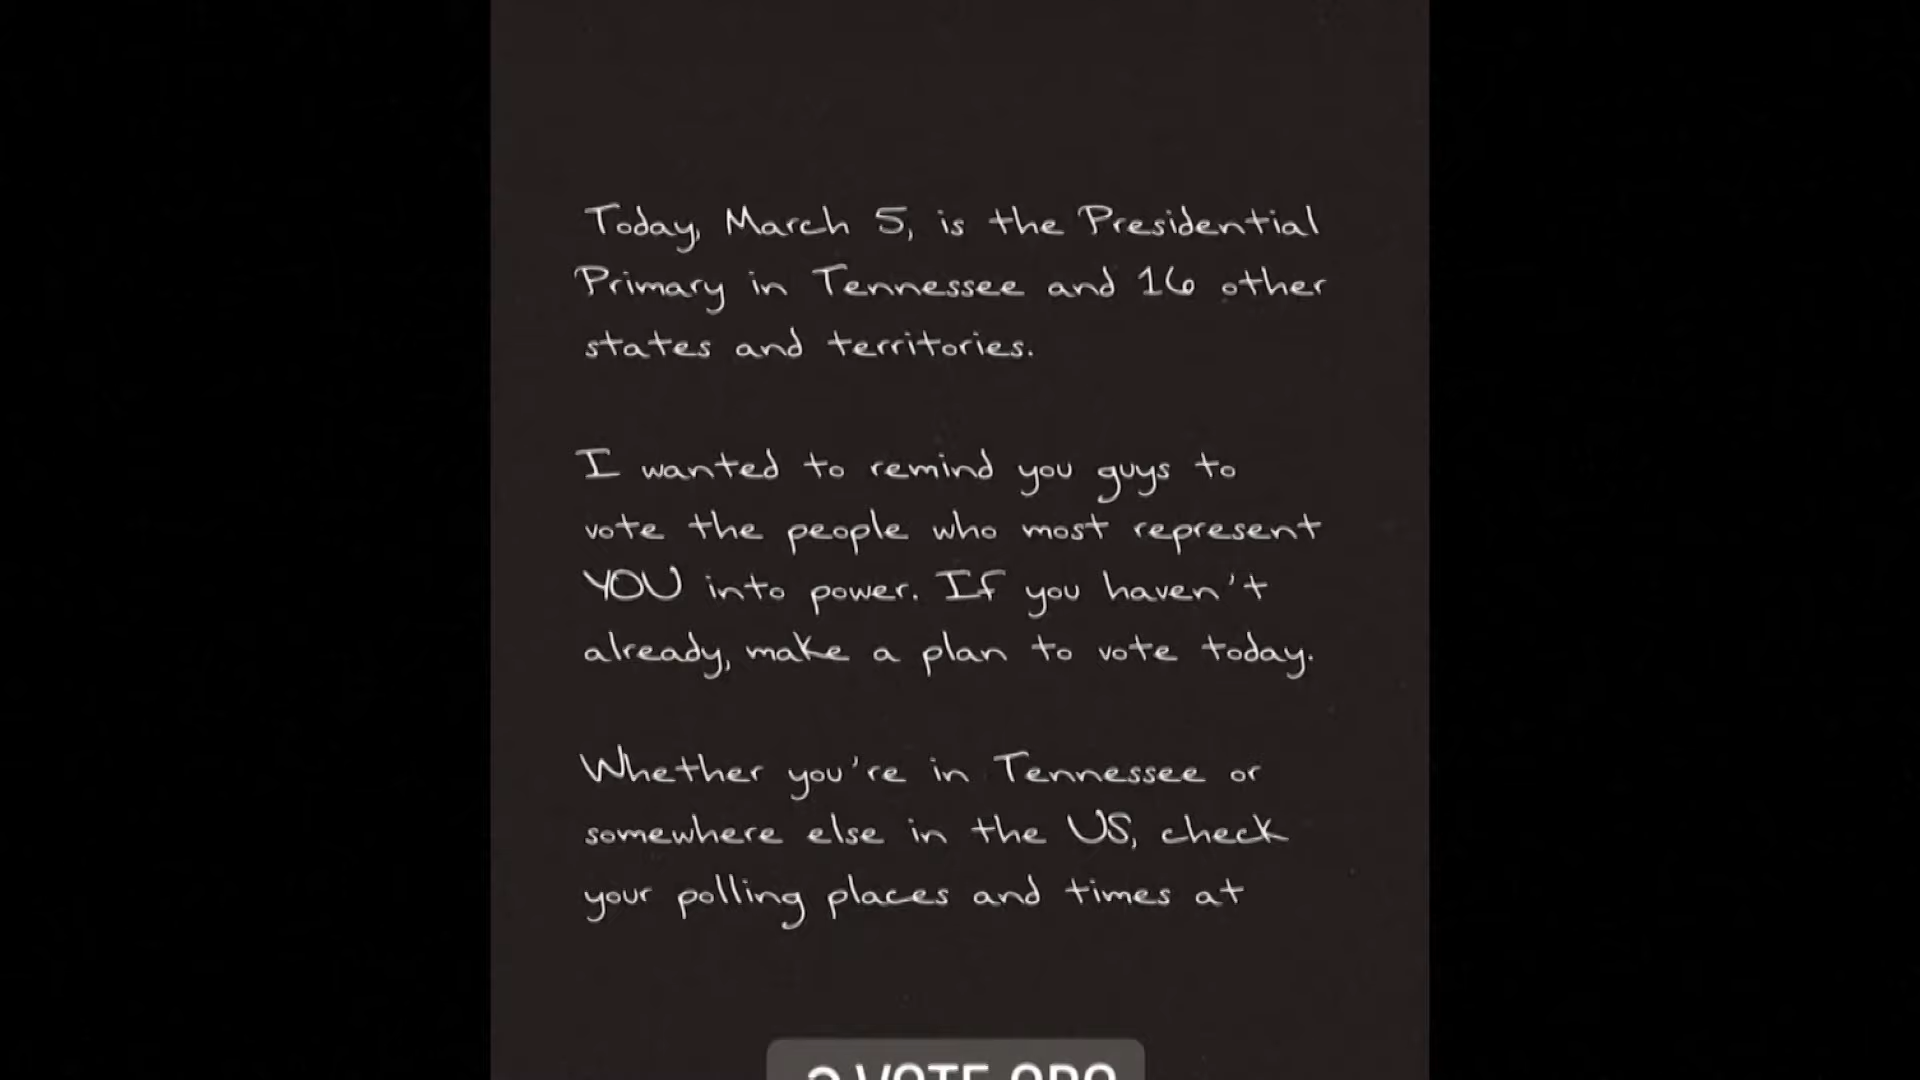 Today, March 5, is the Presidential
Primary in Tennessee and 16 other
states and territories.
I wanted to remind you guys to
vote the people who most represent
YOU into power. If you haven't
already, make a plan to vote today.
Whether you're in Tennessee or
somewhere else in the US, check
your polling places and times at
VOTE.ORG